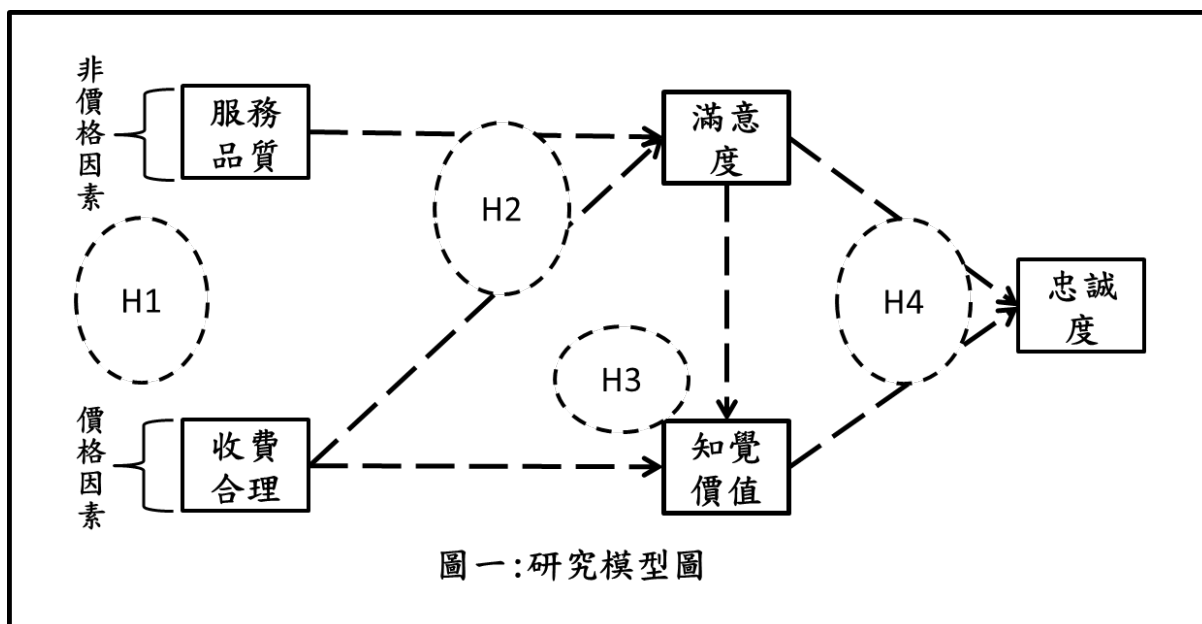 非價格因素
服務
品質
滿意
度
H2
H1
H4
忠誠
度
H3
價格因素
收費
合理
知覺
價值
圖一:研究模型圖